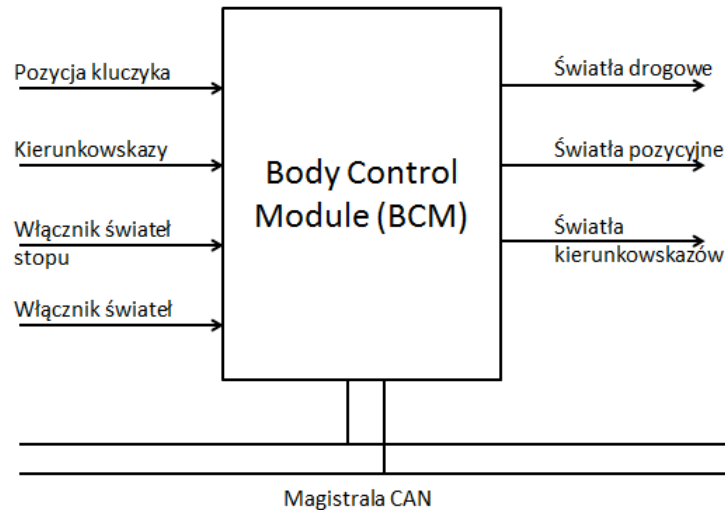 Pozycja kluczyka
Kierunkowskazy
Włącznik świateł
stopu
Włącznik świateł
Body Control
Module (BCM)
Światła drogowe
Światła pozycyjne
Światła
kierunkowskazów
Magistrala CAN